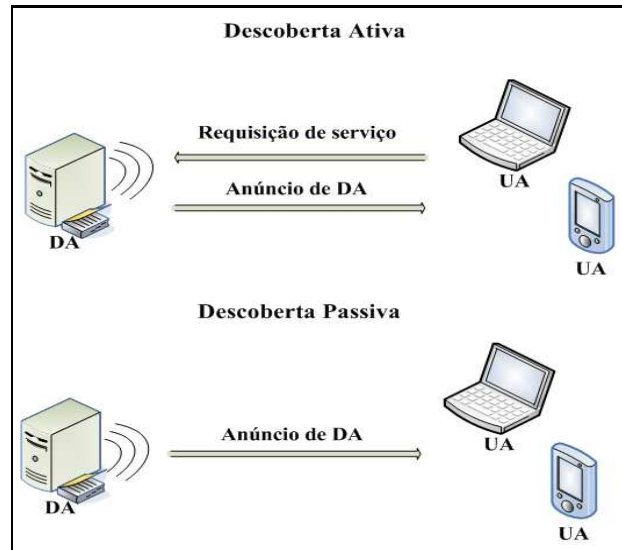 Descoberta Ativa
Requisição de serviço
UA
Anúncio de DA
DA
UA
Descoberta Passiva
Anúncio de DA
UA
DA
UA